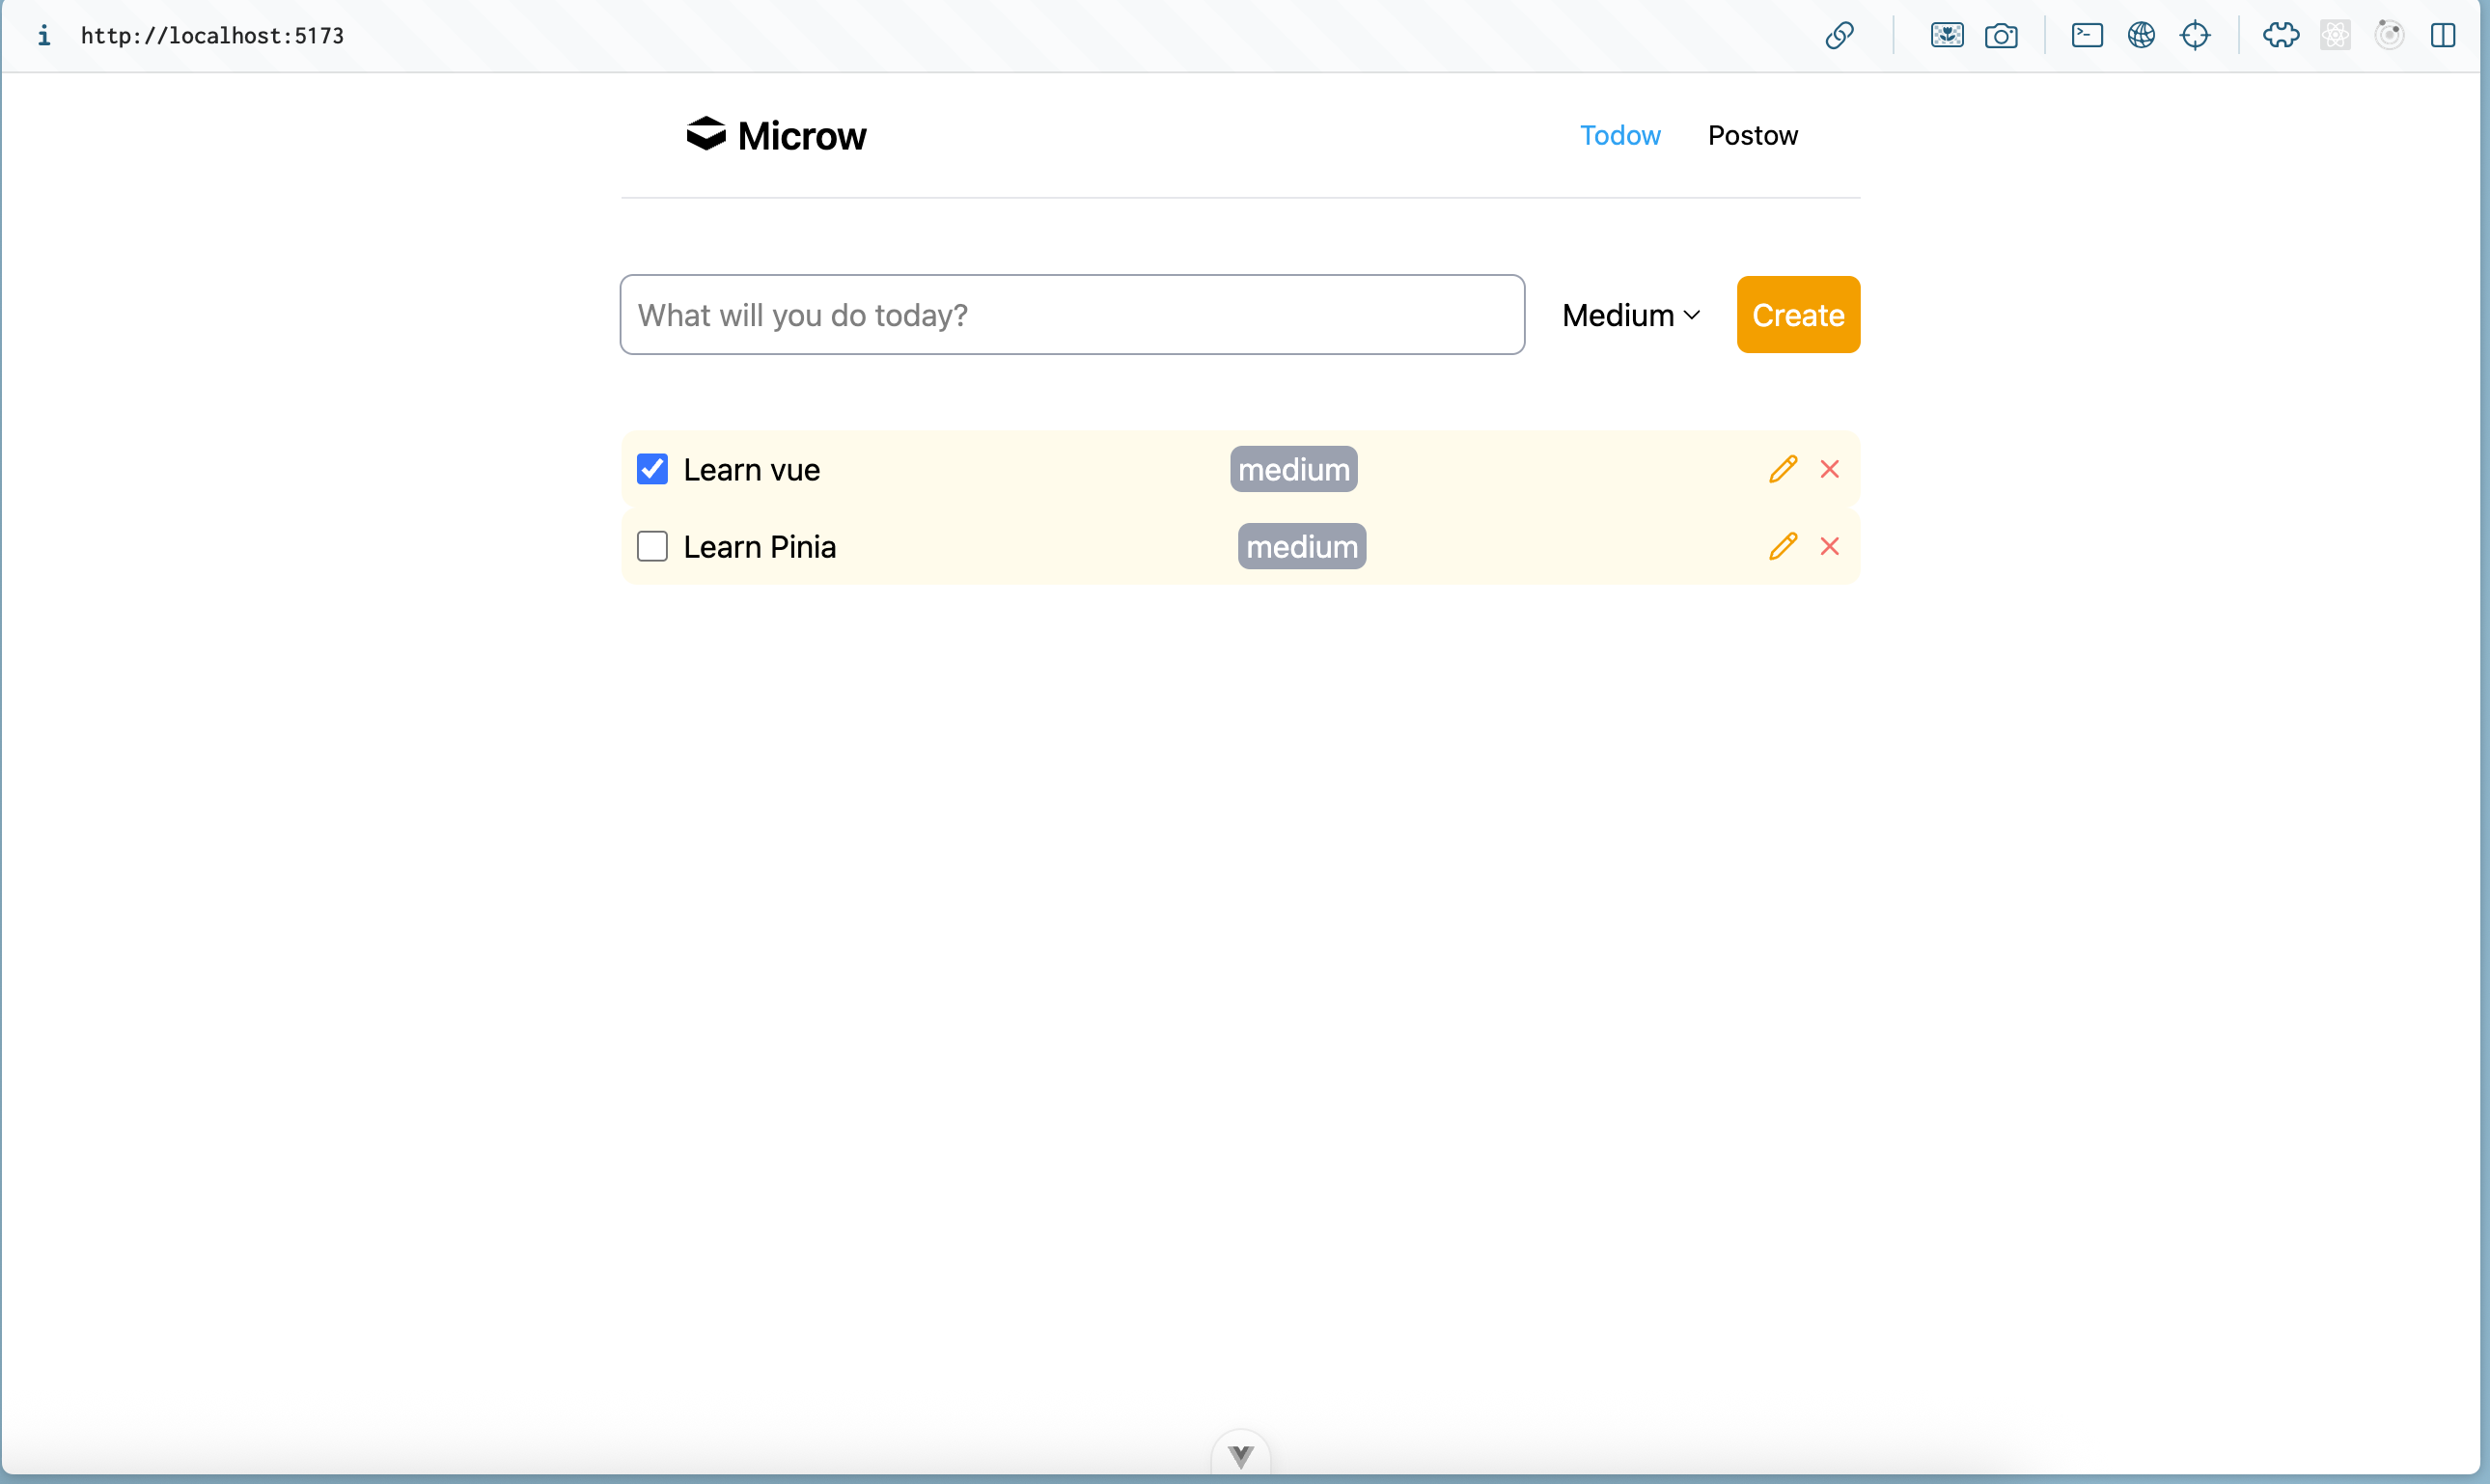 http://localhost:5173
Microw
Todow Postow
What will you do today? Medium Create
Learn vue medium
Learn Pinia medium